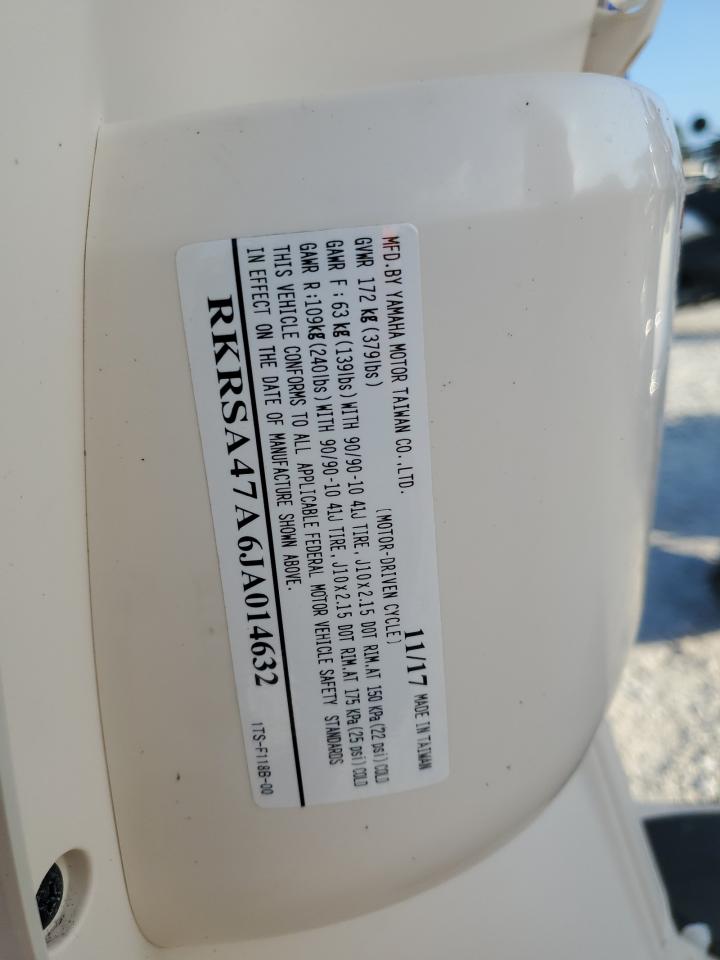 MFD.BY YAMAHA MOTOR TAIWAN CO.,LTD. 11/17 MADE IN TAIWAN
GVWR 172 kg (379lbs) (MOTOR-DRIVEN CYCLE)
GAWR F : 63 kg (139lbs) WITH 90/90-10 41J TIRE, J10x2.15 DOT RIM.AT 150 KPa (22 psi) COLD
GAWR R :109kg (240lbs) WITH 90/90-10 41J TIRE, J10x2.15 DOT RIM.AT 175 KPa (25 psi) COLD
THIS VEHICLE CONFORMS TO ALL APPLICABLE FEDERAL MOTOR VEHICLE SAFETY STANDARDS
IN EFFECT ON THE DATE OF MANUFACTURE SHOWN ABOVE.
RKRSA47A6JA014632
1TS-F118B-00